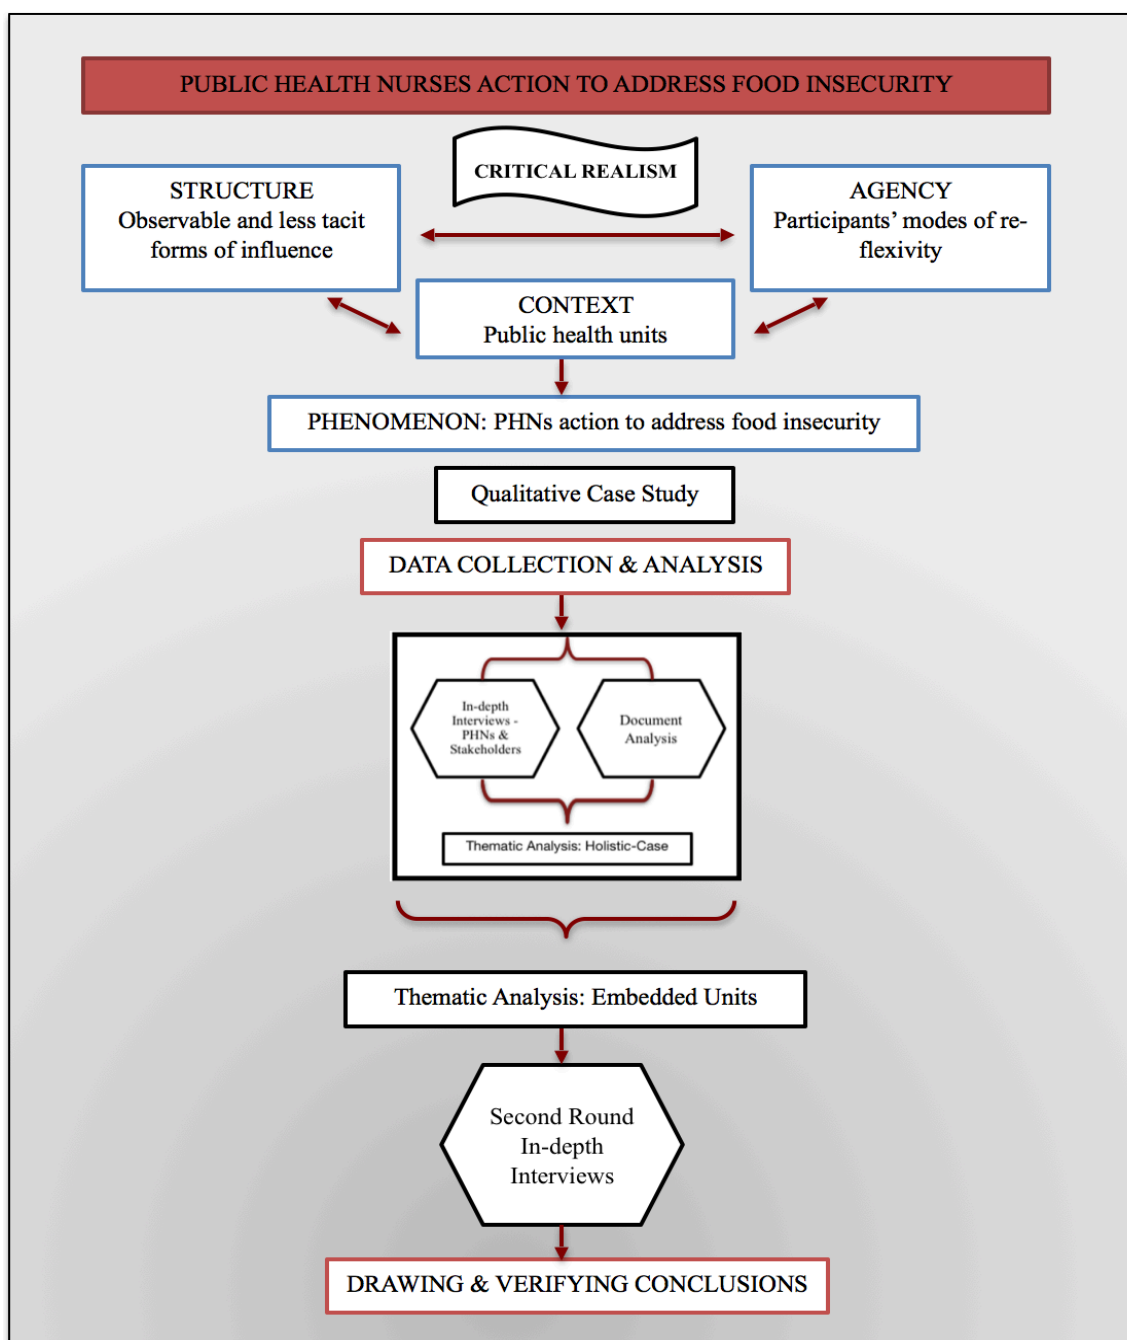 PUBLIC HEALTH NURSES ACTION TO ADDRESS FOOD INSECURITY
CRITICAL REALISM
STRUCTURE
Observable and less tacit
forms of influence
AGENCY
Participants’ modes of re-
flexivity
CONTEXT
Public health units
PHENOMENON: PHNs action to address food insecurity
Qualitative Case Study
DATA COLLECTION & ANALYSIS
In-depth
Interviews -
PHNs &
Stakeholders
Document
Analysis
Thematic Analysis: Holistic-Case
Thematic Analysis: Embedded Units
Second Round
In-depth
Interviews
DRAWING & VERIFYING CONCLUSIONS